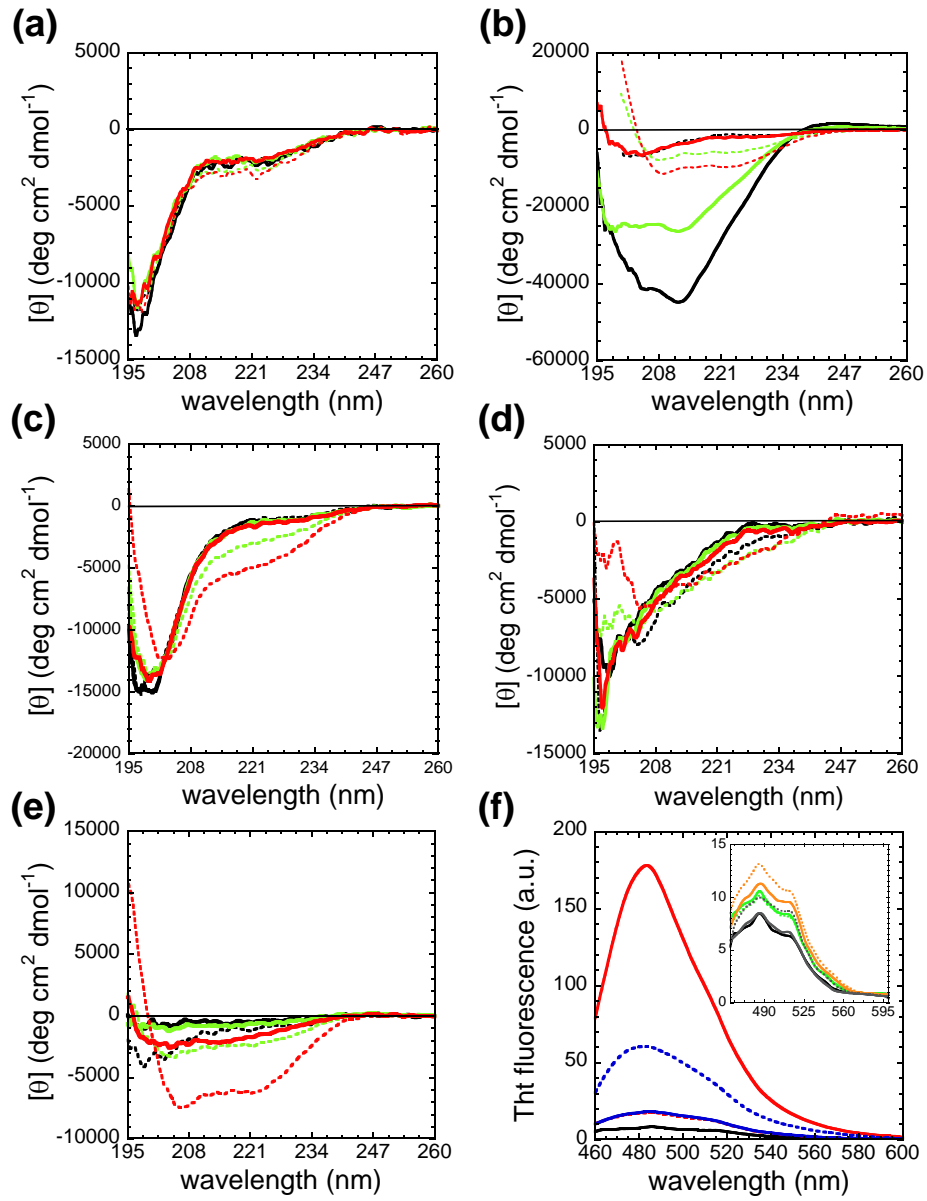 (a)
5000
0
-5000
-10000
-15000
[θ] (deg cm² dmol⁻¹)
195 208 221 234 247 260
wavelength (nm)
(b)
20000
0
-20000
-40000
-60000
[θ] (deg cm² dmol⁻¹)
195 208 221 234 247 260
wavelength (nm)
(c)
5000
0
-5000
-10000
-15000
-20000
[θ] (deg cm² dmol⁻¹)
195 208 221 234 247 260
wavelength (nm)
(d)
5000
0
-5000
-10000
-15000
[θ] (deg cm² dmol⁻¹)
195 208 221 234 247 260
wavelength (nm)
(e)
15000
10000
5000
0
-5000
-10000
[θ] (deg cm² dmol⁻¹)
195 208 221 234 247 260
wavelength (nm)
(f)
200
150
100
50
0
Tht fluorescence (a.u.)
460 480 500 520 540 560 580 600
wavelength (nm)
15
10
5
490 525 560 595